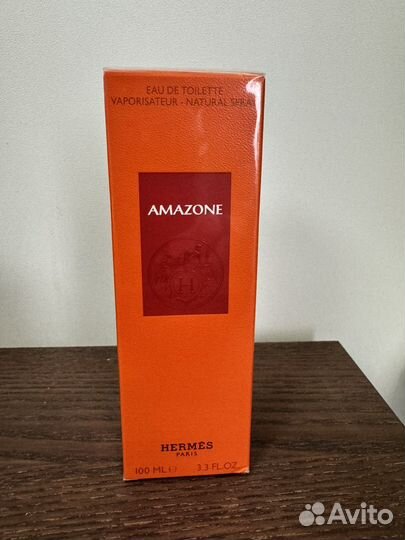 EAU DE TOILETTE
VAPORISATEUR - NATURAL SPRAY
AMAZONE
H
HERMÈS
PARIS
100 ML ℮ 3.3 FL.OZ.
Avito